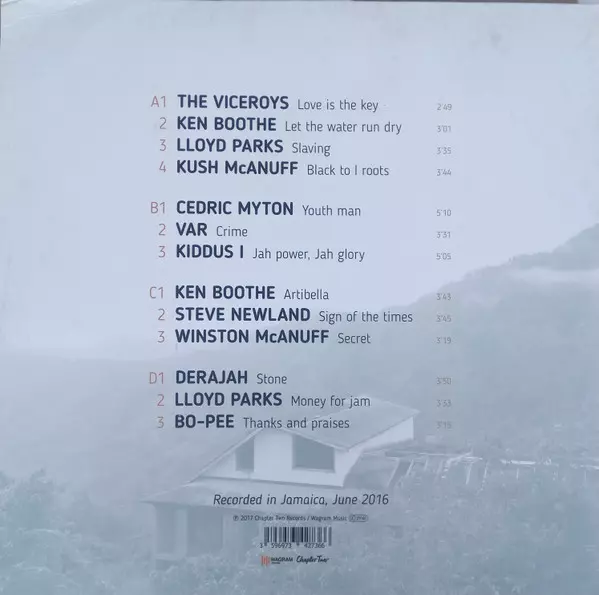 A1 THE VICEROYS Love is the key 2'49
2 KEN BOOTHE Let the water run dry 3'01
3 LLOYD PARKS Slaving 3'35
4 KUSH McANUFF Black to I roots 3'44
B1 CEDRIC MYTON Youth man 5'10
2 VAR Crime 3'31
3 KIDDUS I Jah power, Jah glory 5'05
C1 KEN BOOTHE Artibella 3'43
2 STEVE NEWLAND Sign of the times 3'45
3 WINSTON McANUFF Secret 3'19
D1 DERAJAH Stone 3'50
2 LLOYD PARKS Money for jam
3 BO-PEE Thanks and praises
Recorded in Jamaica, June 2016
℗ 2017 Chapter Two Records / Wagram Music
3 596973 427366
WAGRAM Chapter Two